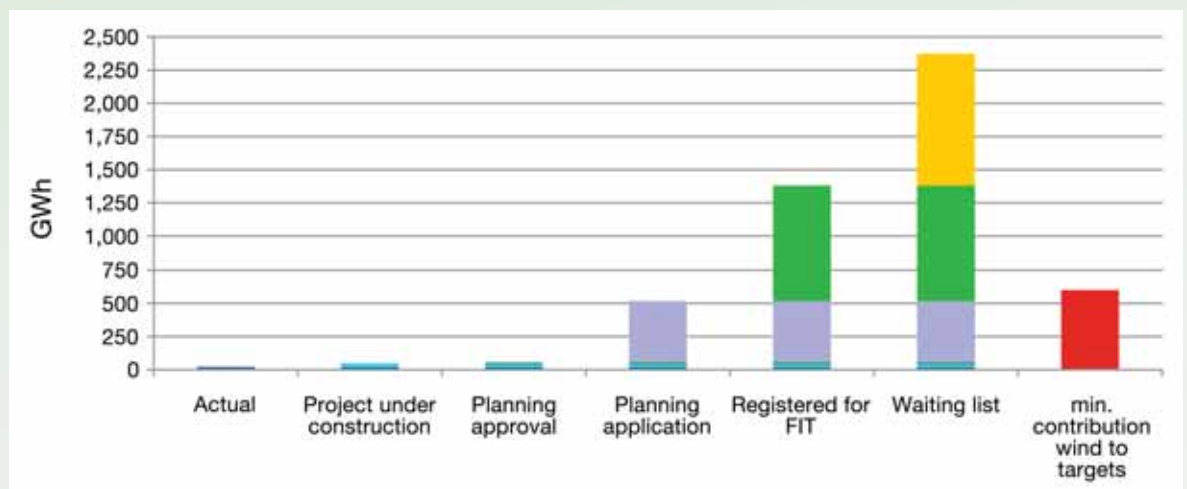 2,500
2,250
2,000
1,750
1,500
1,250
1,000
750
500
250
0
GWh
Actual
Project under
construction
Planning
approval
Planning
application
Registered for
FIT
Waiting list
min.
contribution
wind to
targets